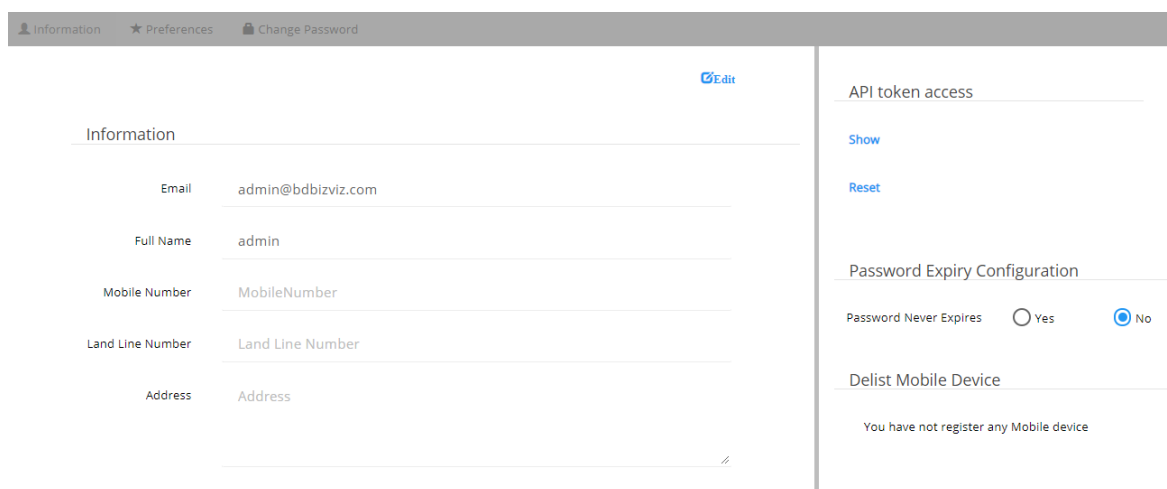 Information Preferences Change Password
Edit
Information
Email admin@bdbizviz.com
Full Name admin
Mobile Number MobileNumber
Land Line Number Land Line Number
Address Address
API token access
Show
Reset
Password Expiry Configuration
Password Never Expires Yes No
Delist Mobile Device
You have not register any Mobile device